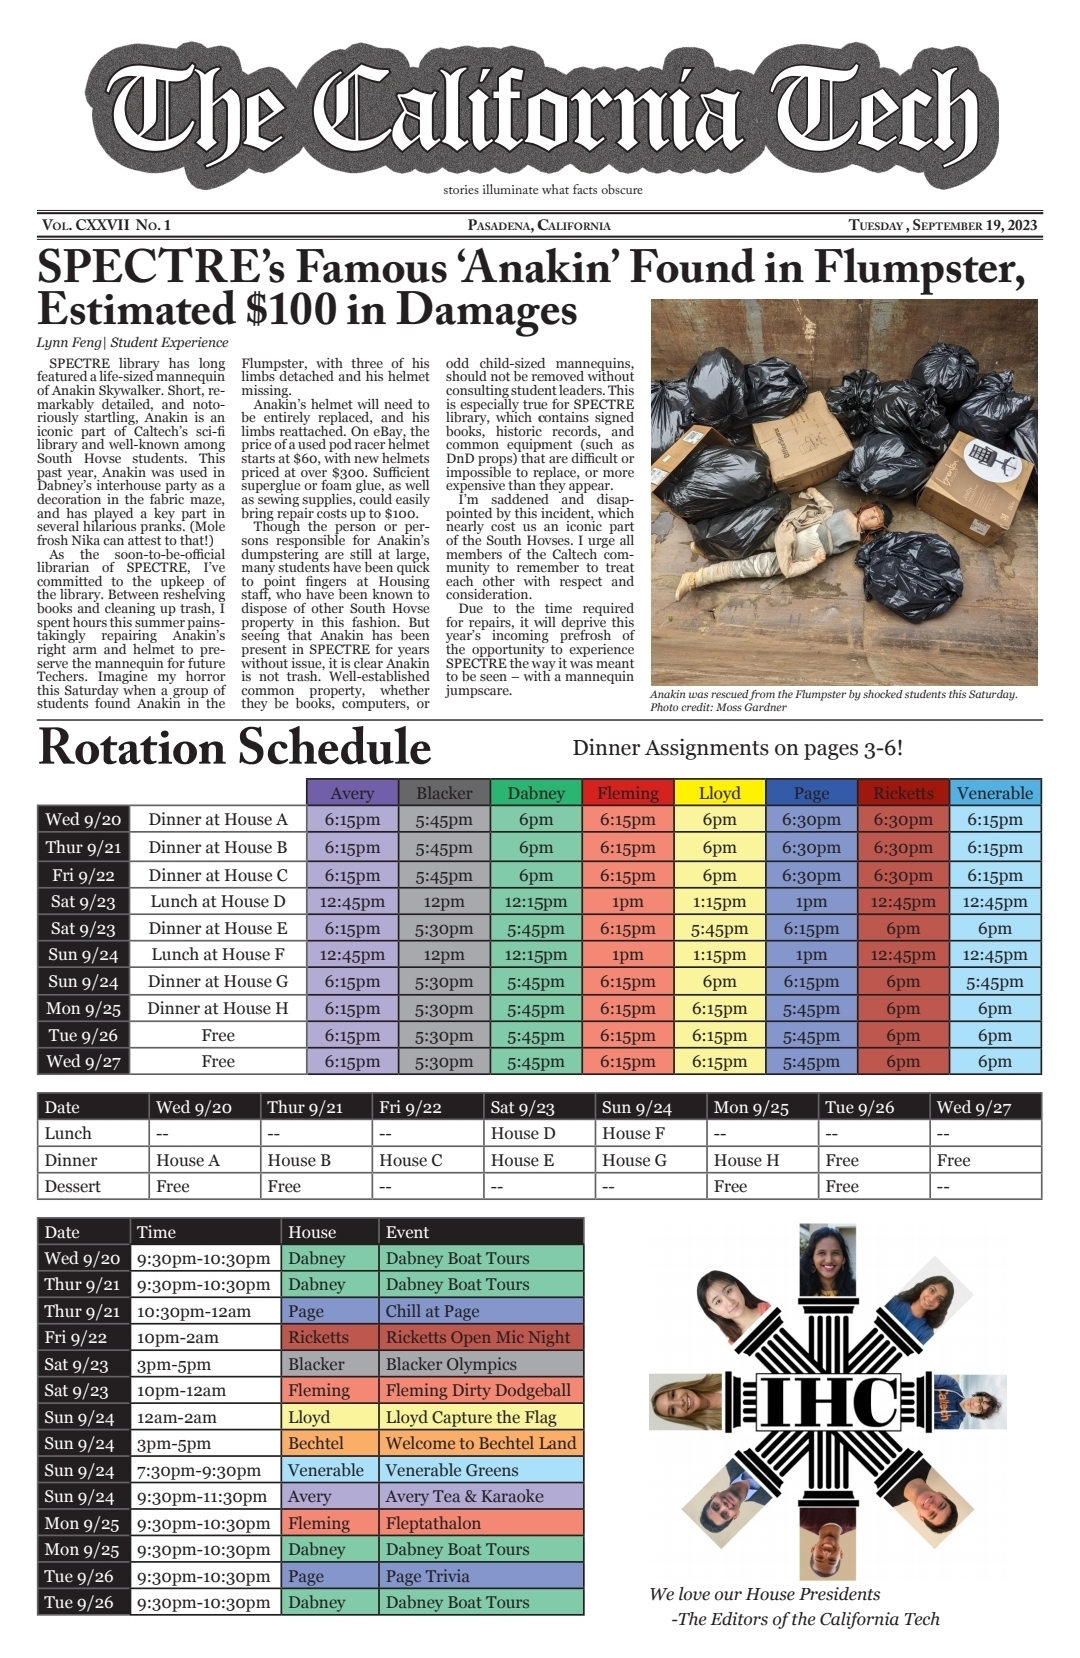 The California Tech
stories illuminate what facts obscure
Vol. CXXVII No. 1 Pasadena, California Tuesday , September 19, 2023
SPECTRE's Famous 'Anakin' Found in Flumpster,
Estimated $100 in Damages
Lynn Feng| Student Experience
SPECTRE library has long
featured a life-sized mannequin
of Anakin Skywalker. Short, re-
markably detailed, and noto-
riously startling, Anakin is an
iconic part of Caltech's sci-fi
library and well-known among
South Hovse students. This
past year, Anakin was used in
Dabney's interhouse party as a
decoration in the fabric maze,
and has played a key part in
several hilarious pranks. (Mole
frosh Nika can attest to that!)
As the soon-to-be-official
librarian of SPECTRE, I've
committed to the upkeep of
the library. Between reshelving
books and cleaning up trash, I
spent hours this summer pains-
takingly repairing Anakin's
right arm and helmet to pre-
serve the mannequin for future
Techers. Imagine my horror
this Saturday when a group of
students found Anakin in the
Flumpster, with three of his
limbs detached and his helmet
missing.
Anakin's helmet will need to
be entirely replaced, and his
limbs reattached. On eBay, the
price of a used pod racer helmet
starts at $60, with new helmets
priced at over $300. Sufficient
superglue or foam glue, as well
as sewing supplies, could easily
bring repair costs up to $100.
Though the person or per-
sons responsible for Anakin's
dumpstering are still at large,
many students have been quick
to point fingers at Housing
staff, who have been known to
dispose of other South Hovse
property in this fashion. But
seeing that Anakin has been
present in SPECTRE for years
without issue, it is clear Anakin
is not trash. Well-established
common property, whether
they be books, computers, or
odd child-sized mannequins,
should not be removed without
consulting student leaders. This
is especially true for SPECTRE
library, which contains signed
books, historic records, and
common equipment (such as
DnD props) that are difficult or
impossible to replace, or more
expensive than they appear.
I'm saddened and disap-
pointed by this incident, which
nearly cost us an iconic part
of the South Hovses. I urge all
members of the Caltech com-
munity to remember to treat
each other with respect and
consideration.
Due to the time required
for repairs, it will deprive this
year's incoming prefrosh of
the opportunity to experience
SPECTRE the way it was meant
to be seen – with a mannequin
jumpscare.
Anakin was rescued from the Flumpster by shocked students this Saturday.
Photo credit: Moss Gardner
Rotation Schedule
Dinner Assignments on pages 3-6!
Avery Blacker Dabney Fleming Lloyd Page Ricketts Venerable
Wed 9/20 Dinner at House A 6:15pm 5:45pm 6pm 6:15pm 6pm 6:30pm 6:30pm 6:15pm
Thur 9/21 Dinner at House B 6:15pm 5:45pm 6pm 6:15pm 6pm 6:30pm 6:30pm 6:15pm
Fri 9/22 Dinner at House C 6:15pm 5:45pm 6pm 6:15pm 6pm 6:30pm 6:30pm 6:15pm
Sat 9/23 Lunch at House D 12:45pm 12pm 12:15pm 1pm 1:15pm 1pm 12:45pm 12:45pm
Sat 9/23 Dinner at House E 6:15pm 5:30pm 5:45pm 6:15pm 5:45pm 6:15pm 6pm 6pm
Sun 9/24 Lunch at House F 12:45pm 12pm 12:15pm 1pm 1:15pm 1pm 12:45pm 12:45pm
Sun 9/24 Dinner at House G 6:15pm 5:30pm 5:45pm 6:15pm 6pm 6:15pm 6pm 5:45pm
Mon 9/25 Dinner at House H 6:15pm 5:30pm 5:45pm 6:15pm 6:15pm 5:45pm 6pm 6pm
Tue 9/26 Free 6:15pm 5:30pm 5:45pm 6:15pm 6:15pm 5:45pm 6pm 6pm
Wed 9/27 Free 6:15pm 5:30pm 5:45pm 6:15pm 6:15pm 5:45pm 6pm 6pm
Date Wed 9/20 Thur 9/21 Fri 9/22 Sat 9/23 Sun 9/24 Mon 9/25 Tue 9/26 Wed 9/27
Lunch -- -- -- House D House F -- -- --
Dinner House A House B House C House E House G House H Free Free
Dessert Free Free -- -- -- Free Free --
Date Time House Event
Wed 9/20 9:30pm-10:30pm Dabney Dabney Boat Tours
Thur 9/21 9:30pm-10:30pm Dabney Dabney Boat Tours
Thur 9/21 10:30pm-12am Page Chill at Page
Fri 9/22 10pm-2am Ricketts Ricketts Open Mic Night
Sat 9/23 3pm-5pm Blacker Blacker Olympics
Sat 9/23 10pm-12am Fleming Fleming Dirty Dodgeball
Sun 9/24 12am-2am Lloyd Lloyd Capture the Flag
Sun 9/24 3pm-5pm Bechtel Welcome to Bechtel Land
Sun 9/24 7:30pm-9:30pm Venerable Venerable Greens
Sun 9/24 9:30pm-11:30pm Avery Avery Tea & Karaoke
Mon 9/25 9:30pm-10:30pm Fleming Fleptathalon
Mon 9/25 9:30pm-10:30pm Dabney Dabney Boat Tours
Tue 9/26 9:30pm-10:30pm Page Page Trivia
Tue 9/26 9:30pm-10:30pm Dabney Dabney Boat Tours
IHC
Caltech
We love our House Presidents
-The Editors of the California Tech